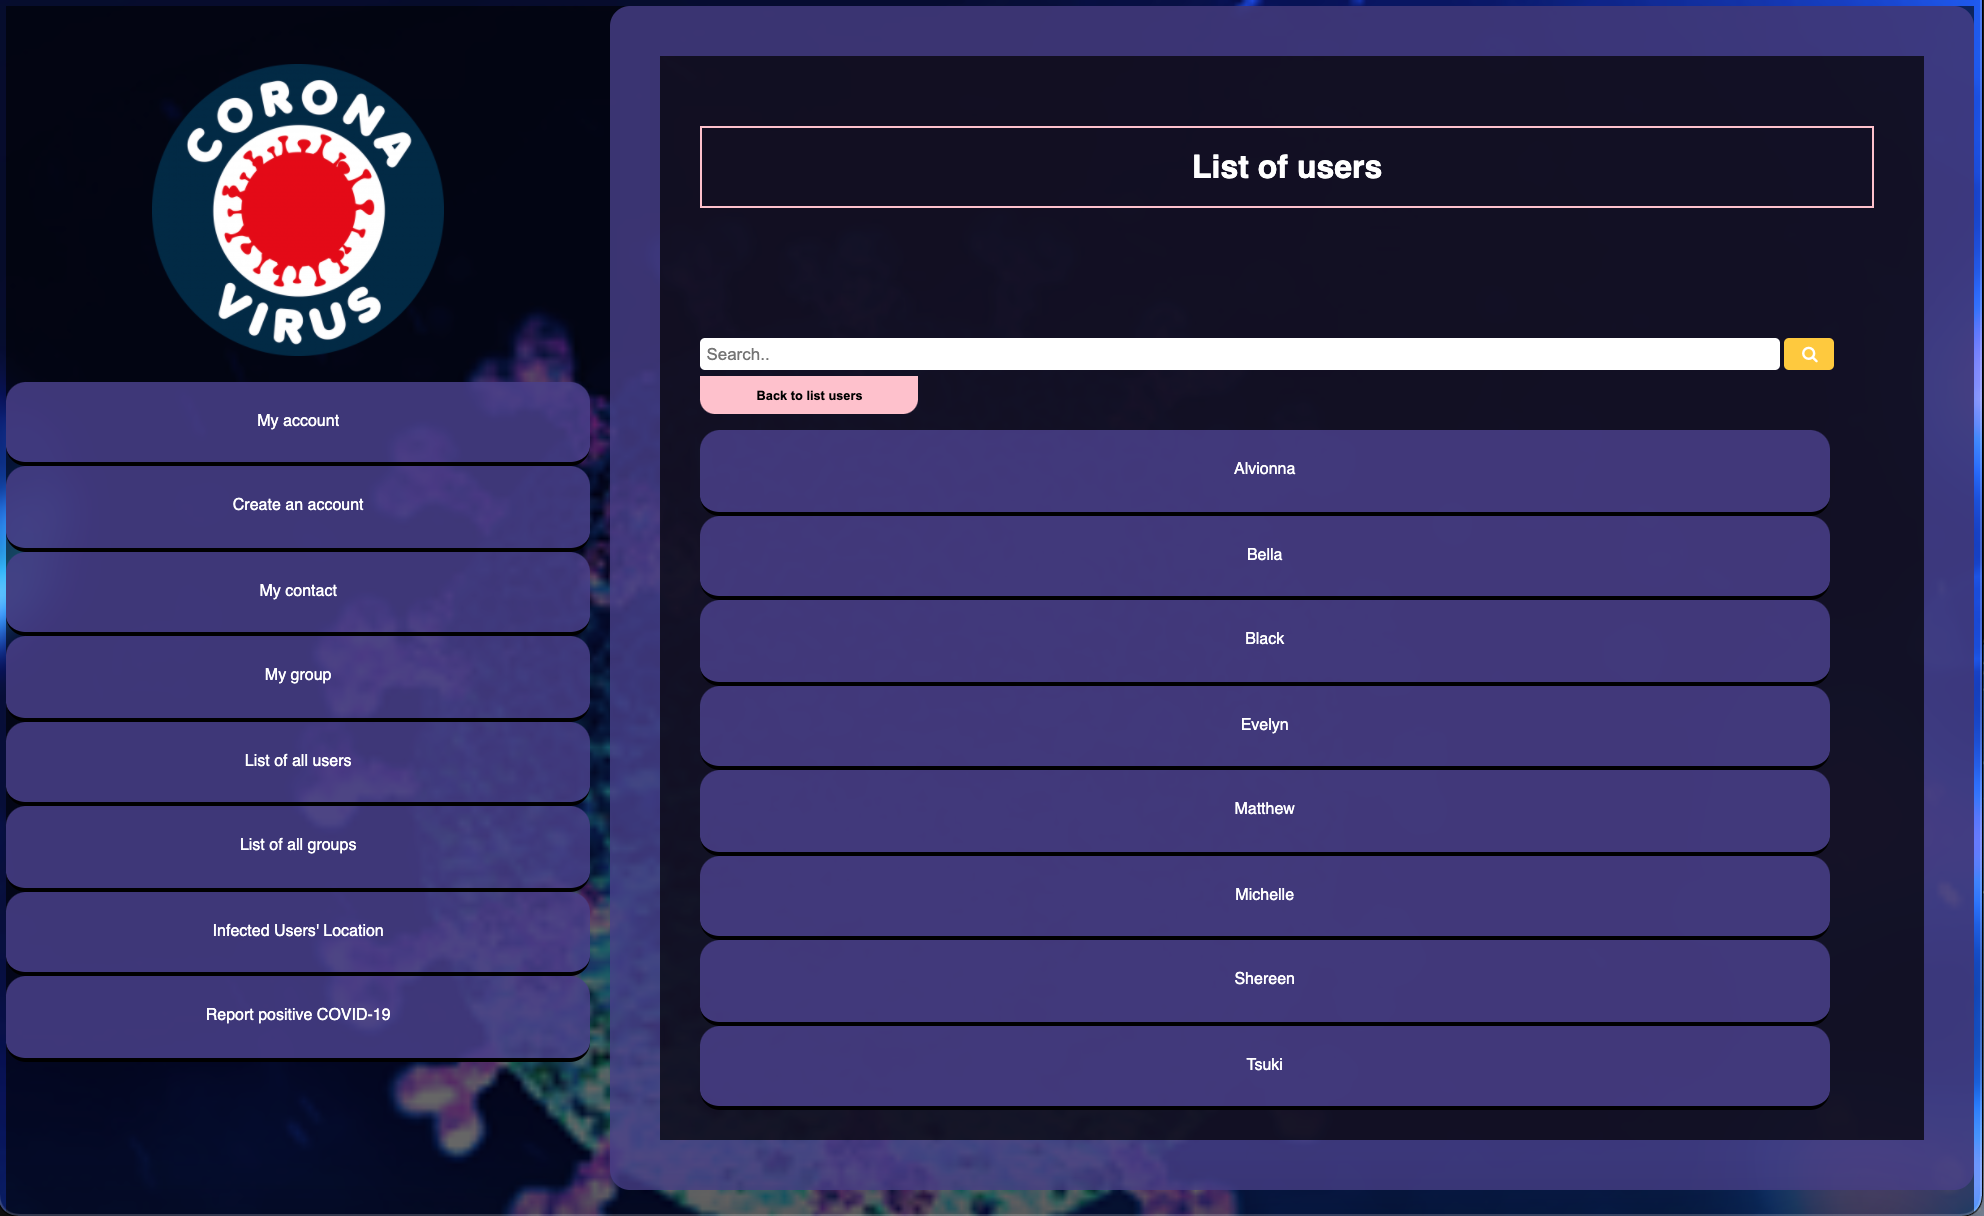 CORONA
VIRUS
My account
Create an account
My contact
My group
List of all users
List of all groups
Infected Users' Location
Report positive COVID-19
List of users
Search..
Back to list users
Alvionna
Bella
Black
Evelyn
Matthew
Michelle
Shereen
Tsuki